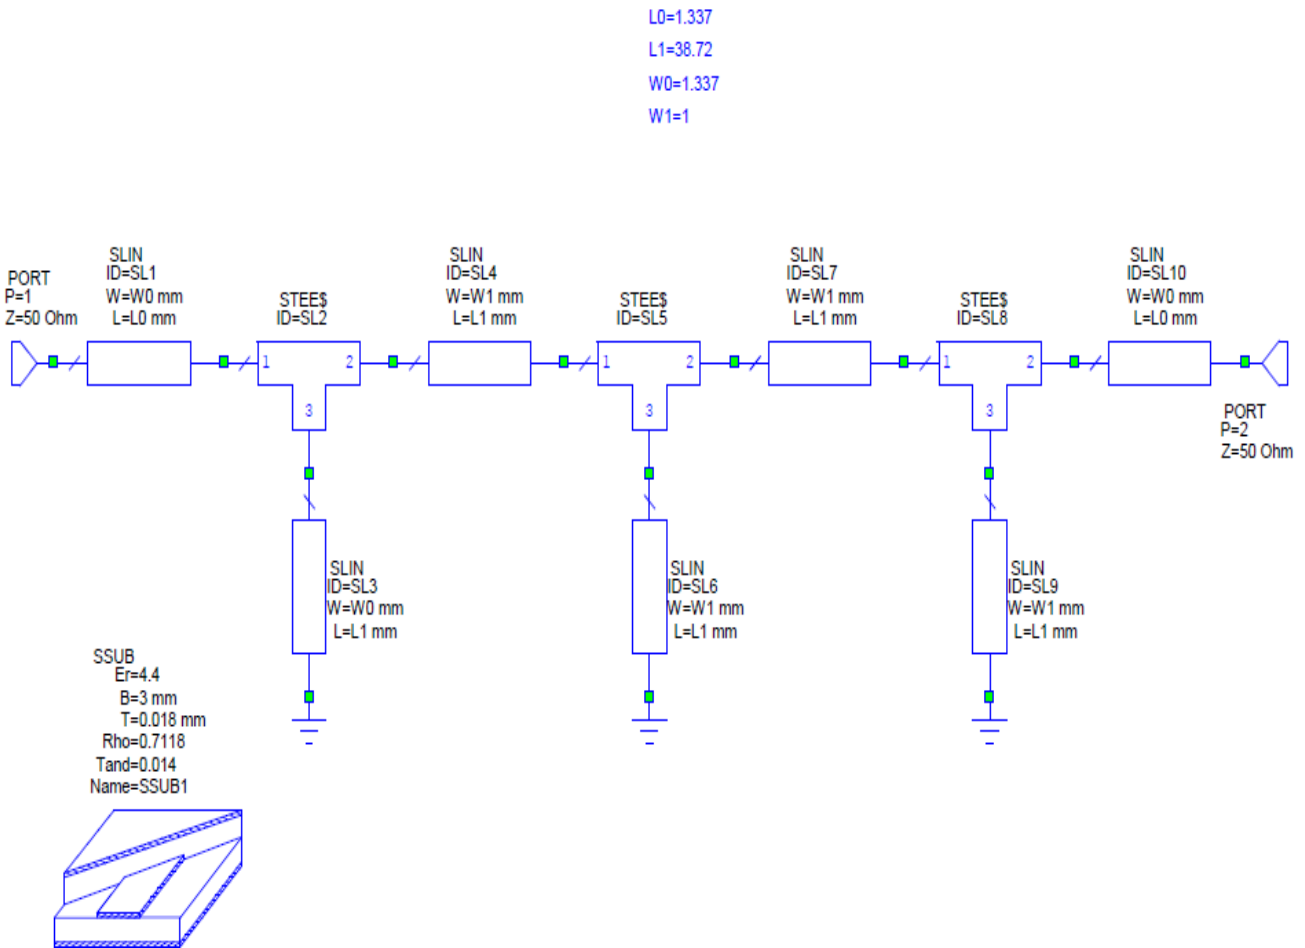 L0=1.337
L1=38.72
W0=1.337
W1=1
PORT
P=1
Z=50 Ohm
SLIN
ID=SL1
W=W0 mm
L=L0 mm
STEE$
ID=SL2
SLIN
ID=SL4
W=W1 mm
L=L1 mm
STEE$
ID=SL5
SLIN
ID=SL7
W=W1 mm
L=L1 mm
STEE$
ID=SL8
SLIN
ID=SL10
W=W0 mm
L=L0 mm
1
2
3
1
2
3
1
2
3
PORT
P=2
Z=50 Ohm
SLIN
ID=SL3
W=W0 mm
L=L1 mm
SLIN
ID=SL6
W=W1 mm
L=L1 mm
SLIN
ID=SL9
W=W1 mm
L=L1 mm
SSUB
Er=4.4
B=3 mm
T=0.018 mm
Rho=0.7118
Tand=0.014
Name=SSUB1